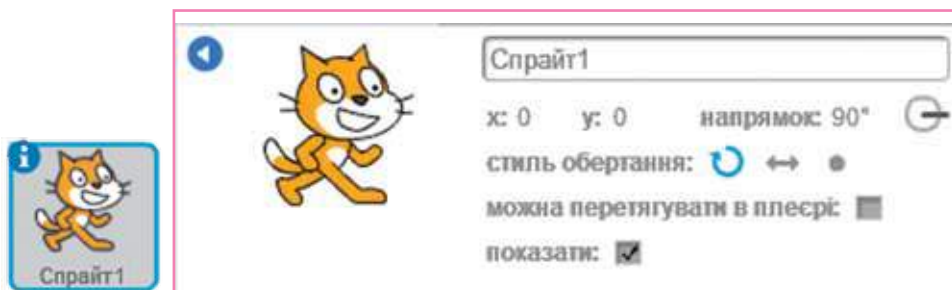 Спрайт1
x: 0 y: 0 напрямок: 90°
стиль обертання:
можна перетягувати в плеєрі:
показати:
i
Спрайт1